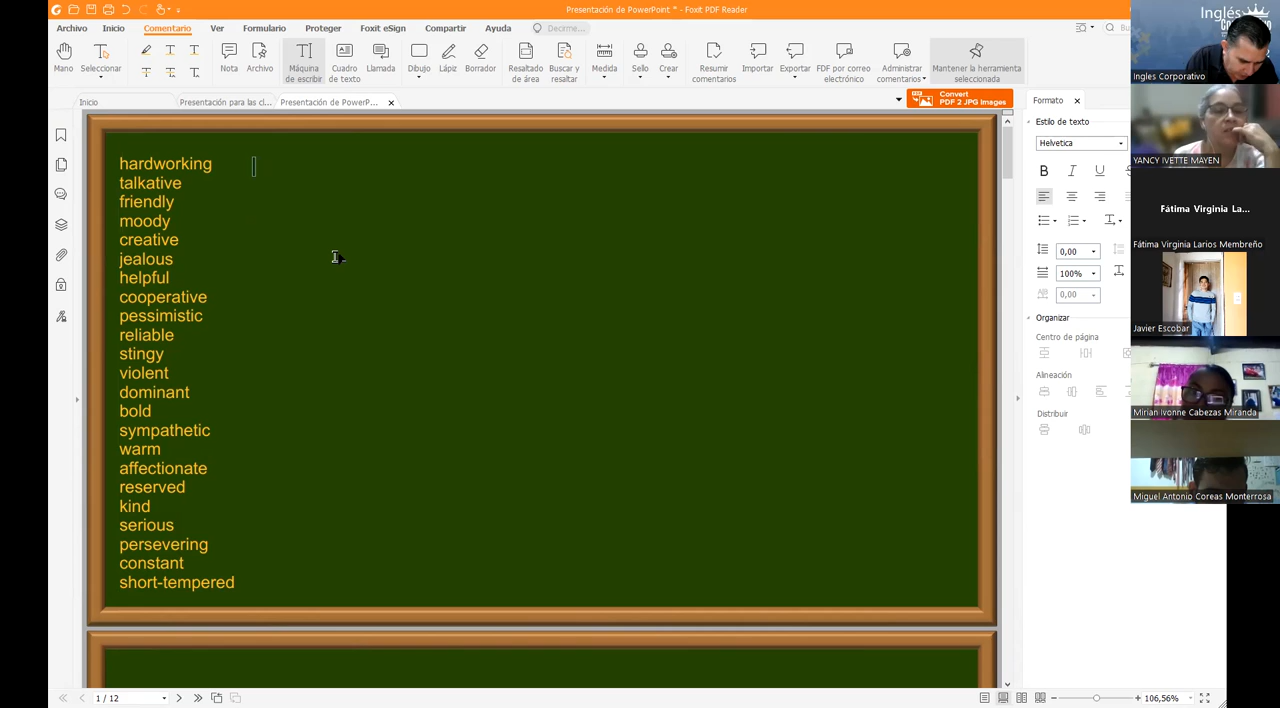 Presentación de PowerPoint * - Foxit PDF Reader
Archivo Inicio Comentario Ver Formulario Proteger Foxit eSign Compartir Ayuda Decirme...
Mano
Seleccionar
Nota
Archivo
Máquina de escribir
Cuadro de texto
Llamada
Dibujo
Lápiz
Borrador
Resaltado de área
Buscar y resaltar
Medida
Sello
Crear
Resumir comentarios
Importar
Exportar
FDF por correo electrónico
Administrar comentarios
Mantener la herramienta seleccionada
Inicio
Presentación para las cl...
Presentación de PowerP...
Convert
PDF 2 JPG Images
hardworking
talkative
friendly
moody
creative
jealous
helpful
cooperative
pessimistic
reliable
stingy
violent
dominant
bold
sympathetic
warm
affectionate
reserved
kind
serious
persevering
constant
short-tempered
Formato
Estilo de texto
Helvetica
B I U
0,00
100%
0,00
Organizar
Centro de página
Alineación
Distribuir
1 / 12
106,56%
Inglés
Ingles Corporativo
YANCY IVETTE MAYEN
Fátima Virginia La...
Fátima Virginia Larios Membreño
Javier Escobar
Mirian Ivonne Cabezas Miranda
Miguel Antonio Coreas Monterrosa